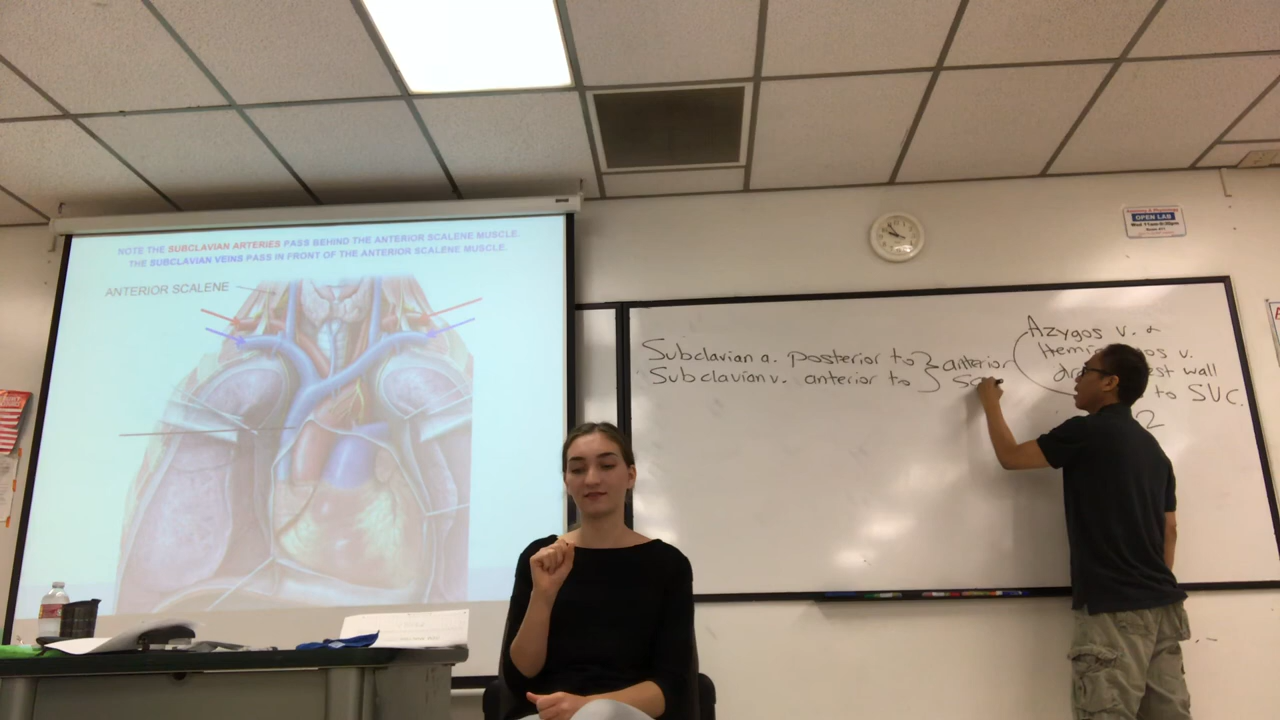 NOTE THE SUBCLAVIAN ARTERIES PASS BEHIND THE ANTERIOR SCALENE MUSCLE.
THE SUBCLAVIAN VEINS PASS IN FRONT OF THE ANTERIOR SCALENE MUSCLE.
ANTERIOR SCALENE
OPEN LAB
Subclavian a. posterior to } anterior
Subclavian v. anterior to
Azygos v. &
v.
wall
to SVC.
2